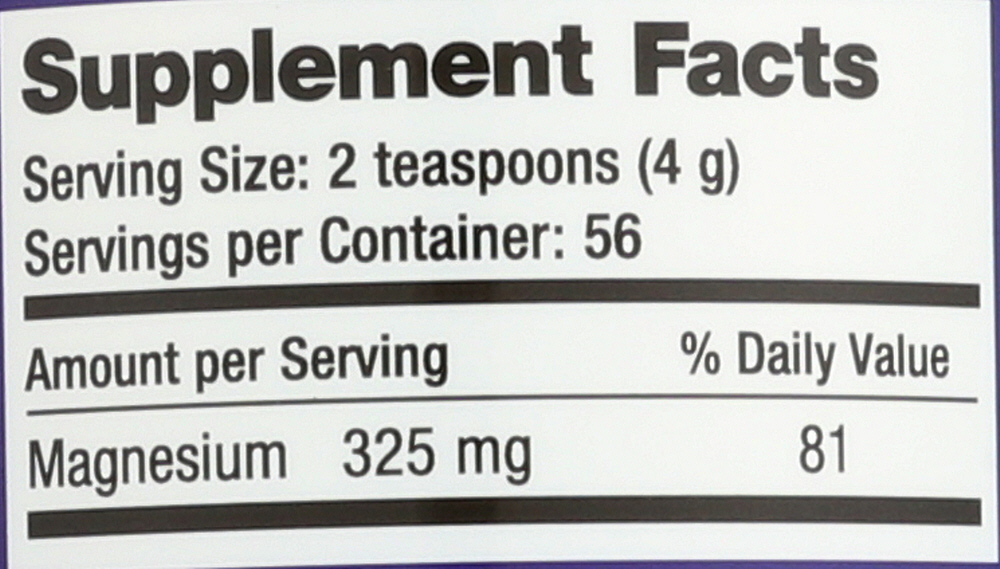 Supplement Facts
Serving Size: 2 teaspoons (4 g)
Servings per Container: 56
Amount per Serving % Daily Value
Magnesium 325 mg 81